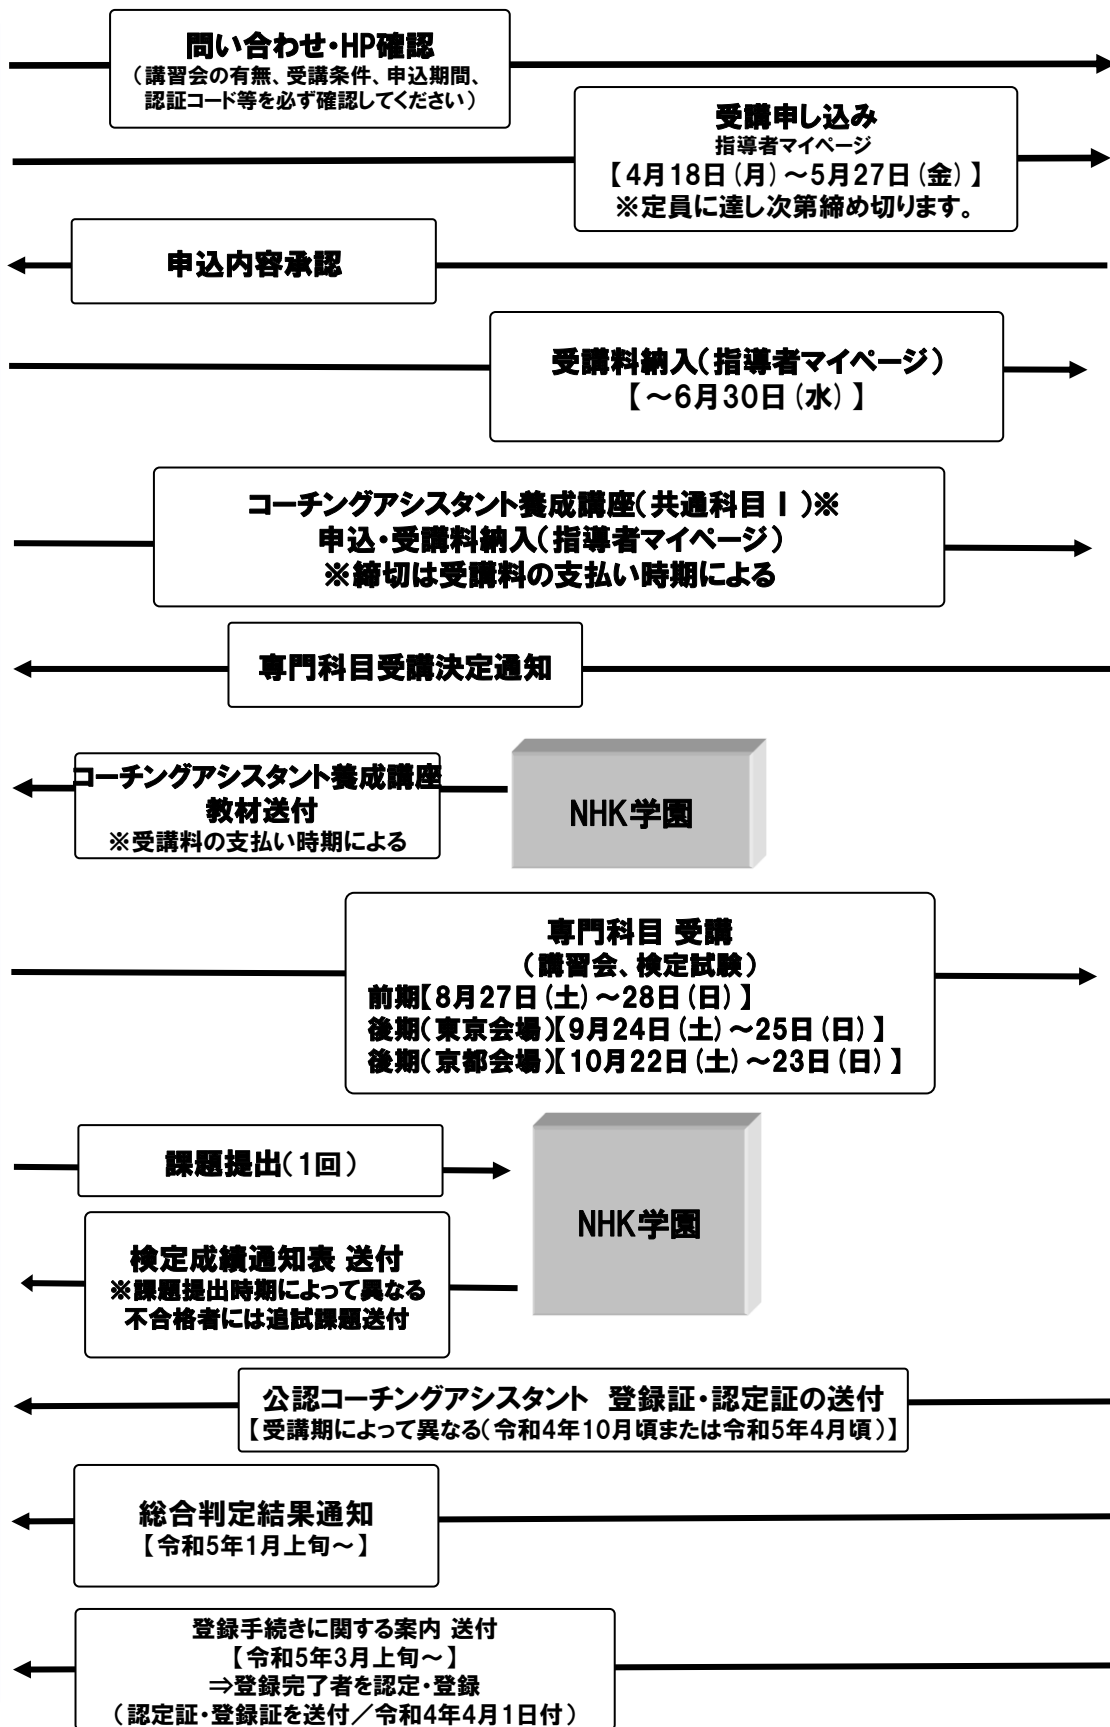 問い合わせ・HP確認
（講習会の有無、受講条件、申込期間、
認証コード等を必ず確認してください）
受講申し込み
指導者マイページ
【4月18日（月）～5月27日（金）】
※定員に達し次第締め切ります。
申込内容承認
受講料納入（指導者マイページ）
【～6月30日（水）】
コーチングアシスタント養成講座（共通科目Ⅰ）※
申込・受講料納入（指導者マイページ）
※締切は受講料の支払い時期による
専門科目受講決定通知
コーチングアシスタント養成講座
教材送付
※受講料の支払い時期による
NHK学園
専門科目 受講
（講習会、検定試験）
前期【8月27日（土）～28日（日）】
後期（東京会場）【9月24日（土）～25日（日）】
後期（京都会場）【10月22日（土）～23日（日）】
課題提出（1回）
NHK学園
検定成績通知表 送付
※課題提出時期によって異なる
不合格者には追試課題送付
公認コーチングアシスタント　登録証・認定証の送付
【受講期によって異なる（令和4年10月頃または令和5年4月頃）】
総合判定結果通知
【令和5年1月上旬～】
登録手続きに関する案内 送付
【令和5年3月上旬～】
⇒登録完了者を認定・登録
（認定証・登録証を送付／令和4年4月1日付）